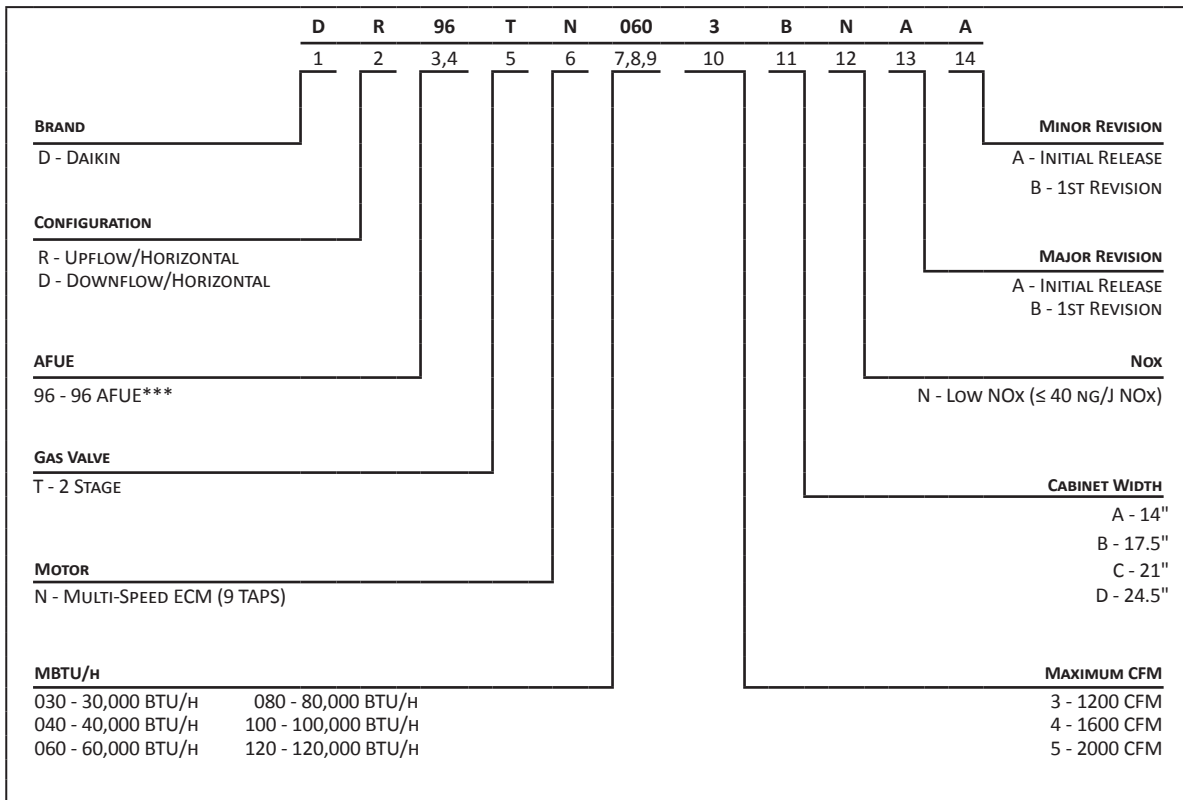 D R 96 T N 060 3 B N A A
1 2 3,4 5 6 7,8,9 10 11 12 13 14
BRAND
D - DAIKIN
CONFIGURATION
R - UPFLOW/HORIZONTAL
D - DOWNFLOW/HORIZONTAL
AFUE
96 - 96 AFUE***
GAS VALVE
T - 2 STAGE
MOTOR
N - MULTI-SPEED ECM (9 TAPS)
MBTU/H
030 - 30,000 BTU/H 080 - 80,000 BTU/H
040 - 40,000 BTU/H 100 - 100,000 BTU/H
060 - 60,000 BTU/H 120 - 120,000 BTU/H
MINOR REVISION
A - INITIAL RELEASE
B - 1ST REVISION
MAJOR REVISION
A - INITIAL RELEASE
B - 1ST REVISION
NOX
N - LOW NOX (≤ 40 NG/J NOX)
CABINET WIDTH
A - 14"
B - 17.5"
C - 21"
D - 24.5"
MAXIMUM CFM
3 - 1200 CFM
4 - 1600 CFM
5 - 2000 CFM